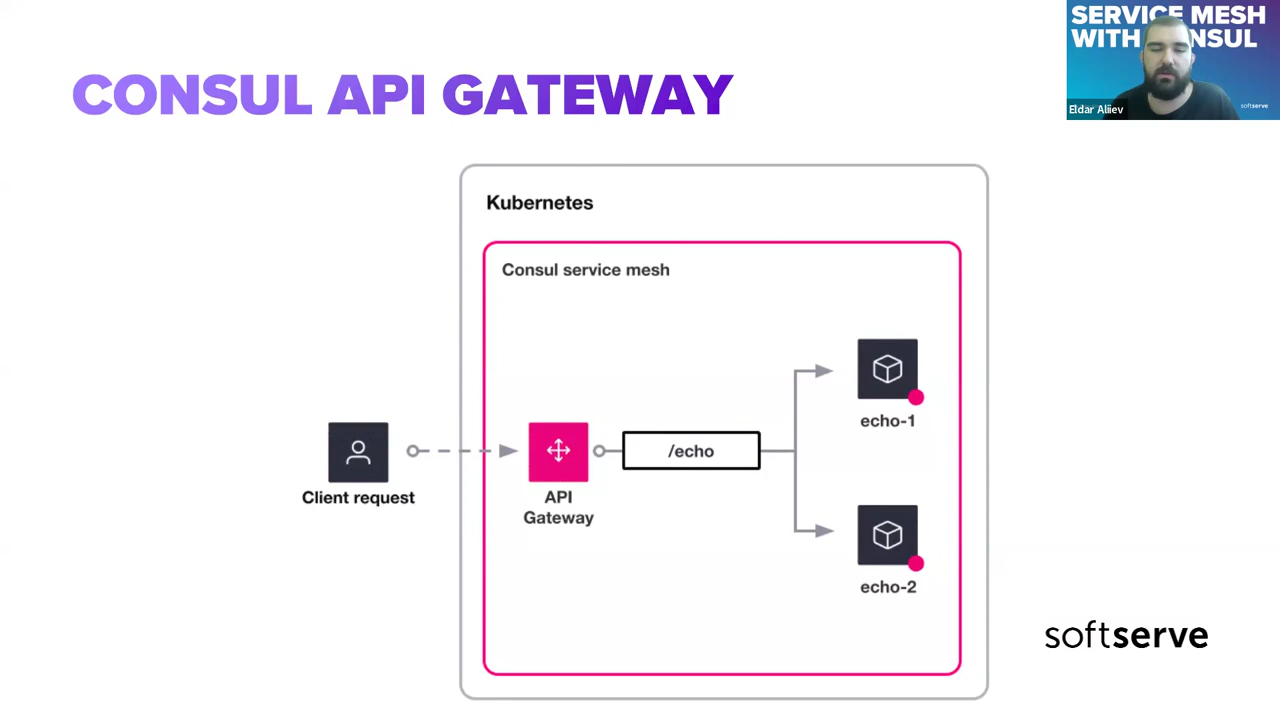 SERVICE MESH
WITH CONSUL
Eldar Aliiev
softserve
CONSUL API GATEWAY
Kubernetes
Consul service mesh
echo-1
/echo
Client request
API
Gateway
echo-2
softserve